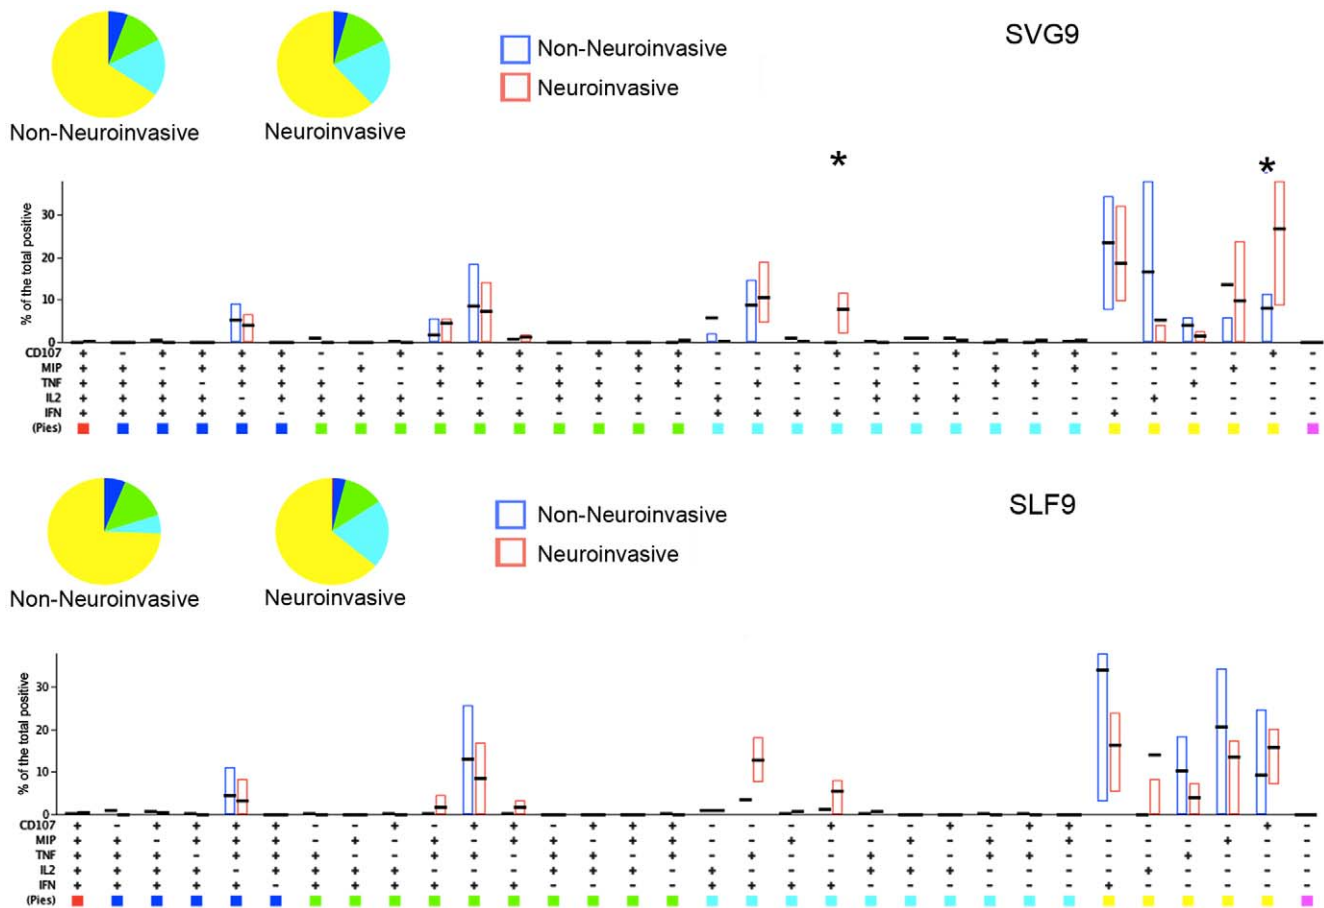 SVG9
Non-Neuroinvasive
Neuroinvasive
Non-Neuroinvasive
Neuroinvasive
*
*
% of the total positive
30
20
10
0
CD107 + - + + + + - - + - + + - + + + - - - + - - + - + + - - - - + -
MIP + + - + + + - + - + - + + - + - - - + - - + - + - + - - - + - -
TNF + + + - + + + - - + + - + + - + - + - - + - - + + - - - + - - -
IL2 + + + + - + + + + - - - + + + - + - - - + + + - - - - + - - - -
IFN + + + + + - + + + + + + - - - - + + + + - - - - - - + - - - - -
(Pies)
SLF9
Non-Neuroinvasive
Neuroinvasive
Non-Neuroinvasive
Neuroinvasive
% of the total positive
30
20
10
0
CD107 + - + + + + - - + - + + - + + + - - - + - - + - + + - - - - + -
MIP + + - + + + - + - + - + + - + - - - + - - + - + - + - - - + - -
TNF + + + - + + + - - + + - + + - + - + - - + - - + + - - - + - - -
IL2 + + + + - + + + + - - - + + + - + - - - + + + - - - - + - - - -
IFN + + + + + - + + + + + + - - - - + + + + - - - - - - + - - - - -
(Pies)